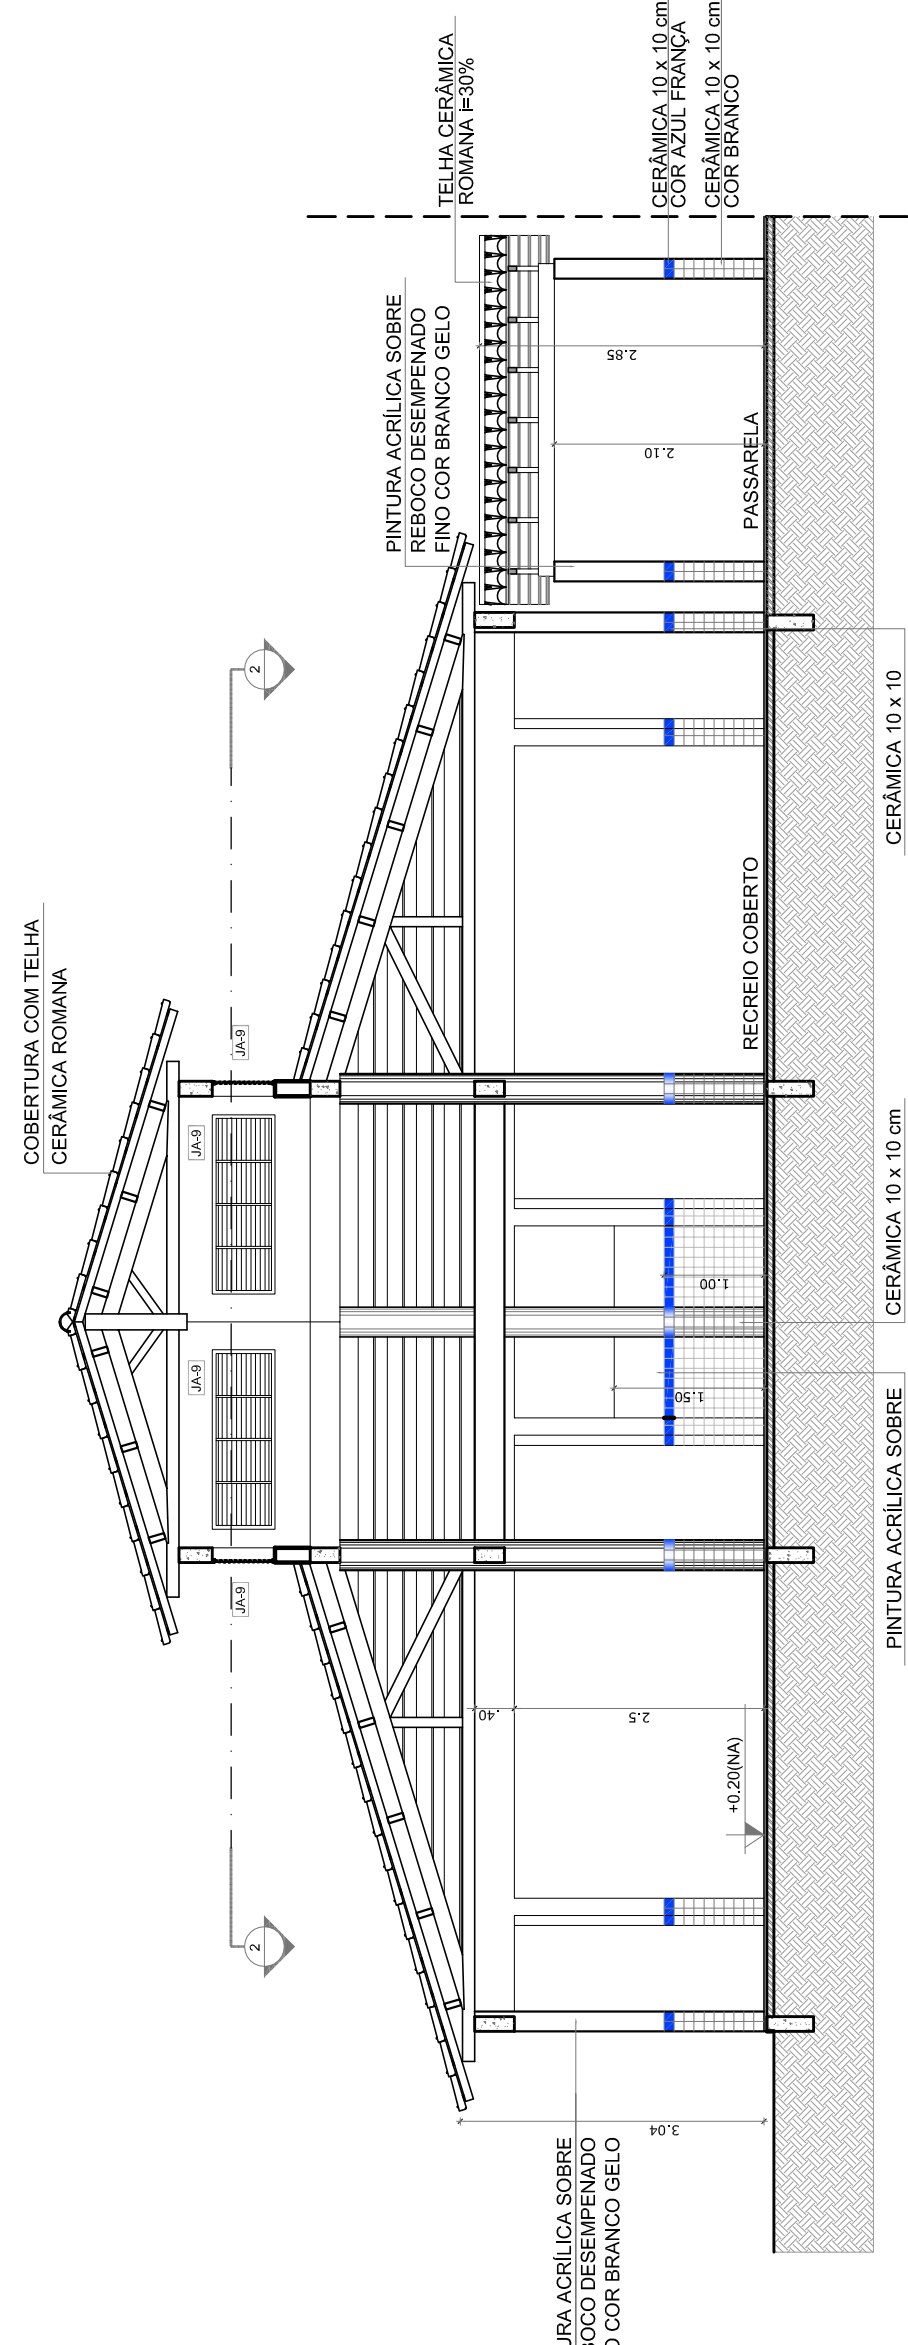 COBERTURA COM TELHA
CERÂMICA ROMANA
TELHA CERÂMICA
ROMANA i=30%
CERÂMICA 10 x 10 cm
COR AZUL FRANÇA
CERÂMICA 10 x 10 cm
COR BRANCO
PINTURA ACRÍLICA SOBRE
REBOCO DESEMPENADO
FINO COR BRANCO GELO
2
2
JA-9
JA-9
JA-9
JA-9
2.85
2.10
PASSARELA
RECREIO COBERTO
1.00
1.50
.40
2.5
+0.20(NA)
3.04
URA ACRÍLICA SOBRE
BOCO DESEMPENADO
O COR BRANCO GELO
PINTURA ACRÍLICA SOBRE
CERÂMICA 10 x 10 cm
CERÂMICA 10 x 10